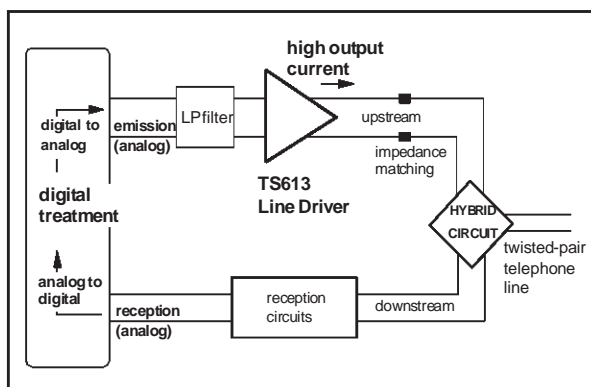 high output
current
LPfilter
digital to
analog
emission
(analog)
upstream
impedance
matching
TS613
Line Driver
digital
treatment
HYBRID
CIRCUIT
twisted-pair
telephone
line
analog to
digital
reception
(analog)
reception
circuits
downstream